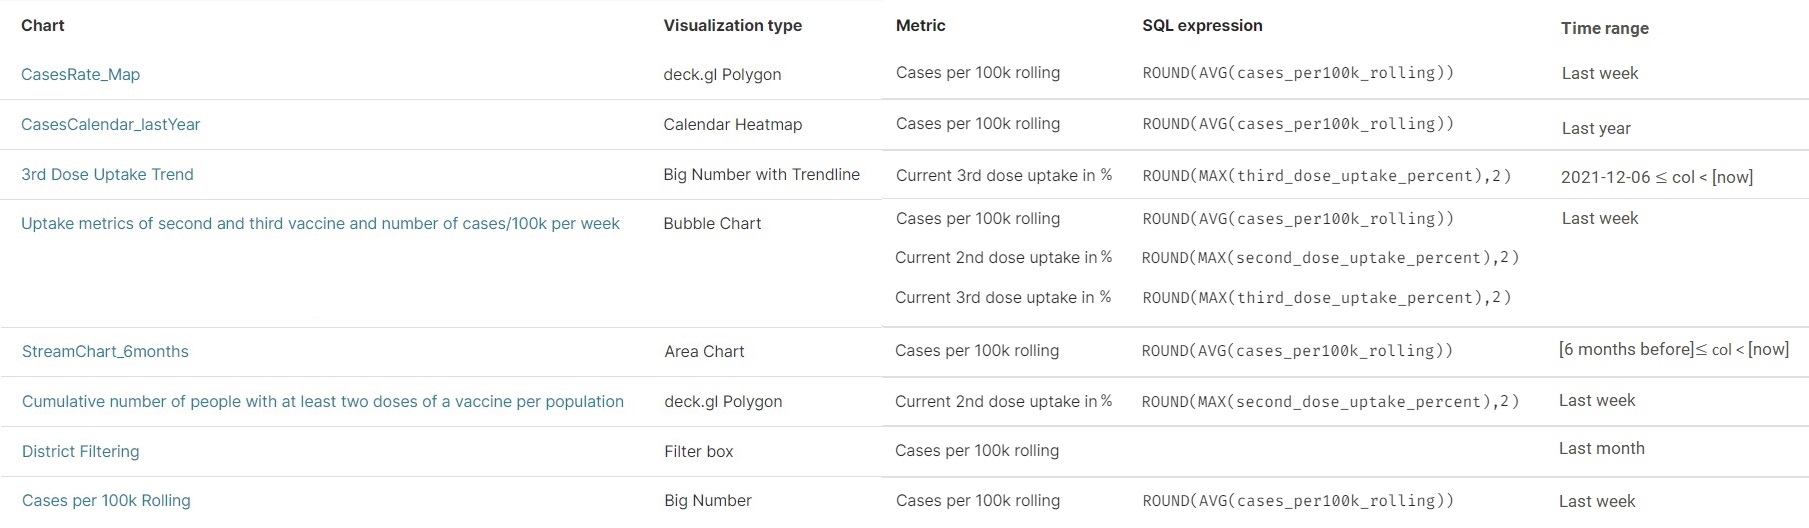 Chart Visualization type Metric SQL expression Time range
CasesRate_Map deck.gl Polygon Cases per 100k rolling ROUND(AVG(cases_per100k_rolling)) Last week
CasesCalendar_lastYear Calendar Heatmap Cases per 100k rolling ROUND(AVG(cases_per100k_rolling)) Last year
3rd Dose Uptake Trend Big Number with Trendline Current 3rd dose uptake in % ROUND(MAX(third_dose_uptake_percent),2) 2021-12-06 ≤ col < [now]
Uptake metrics of second and third vaccine and number of cases/100k per week Bubble Chart Cases per 100k rolling ROUND(AVG(cases_per100k_rolling)) Last week
Current 2nd dose uptake in % ROUND(MAX(second_dose_uptake_percent),2)
Current 3rd dose uptake in % ROUND(MAX(third_dose_uptake_percent),2)
StreamChart_6months Area Chart Cases per 100k rolling ROUND(AVG(cases_per100k_rolling)) [6 months before]≤ col < [now]
Cumulative number of people with at least two doses of a vaccine per population deck.gl Polygon Current 2nd dose uptake in % ROUND(MAX(second_dose_uptake_percent),2) Last week
District Filtering Filter box Cases per 100k rolling Last month
Cases per 100k Rolling Big Number Cases per 100k rolling ROUND(AVG(cases_per100k_rolling)) Last week